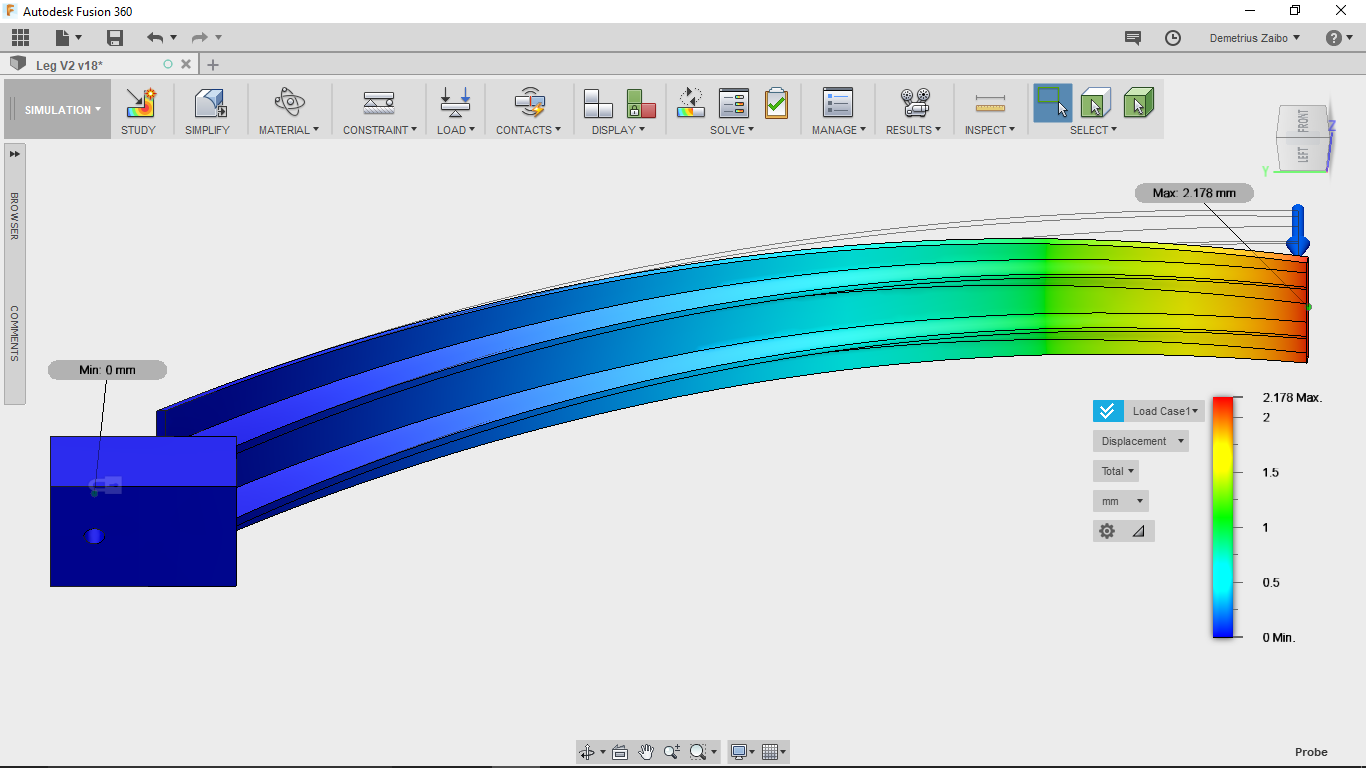 Autodesk Fusion 360
Demetrius Zaibo
Leg V2 v18*
SIMULATION
STUDY
SIMPLIFY
MATERIAL
CONSTRAINT
LOAD
CONTACTS
DISPLAY
SOLVE
MANAGE
RESULTS
INSPECT
SELECT
FRONT
LEFT
Z
Y
BROWSER
COMMENTS
Max: 2.178 mm
Min: 0 mm
Load Case1
Displacement
Total
mm
2.178 Max.
2
1.5
1
0.5
0 Min.
Probe